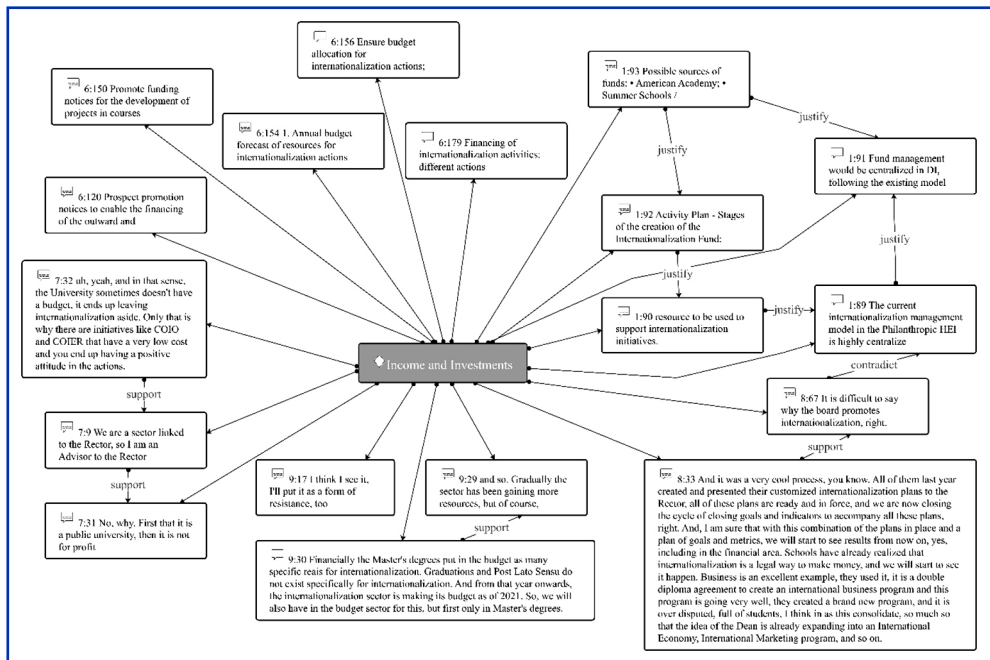 6:156 Ensure budget
allocation for
internationalization actions;
1:93 Possible sources of
funds: • American Academy; •
Summer Schools /
6:150 Promote funding
notices for the development of
projects in courses
6:154 1. Annual budget
forecast of resources for
internationalization actions
6:179 Financing of
internationalization activities:
different actions
justify
justify
1:91 Fund management
would be centralized in DI,
following the existing model
6:120 Prospect promotion
notices to enable the financing
of the outward and
1:92 Activity Plan - Stages
of the creation of the
Internationalization Fund:
justify
justify
7:32 uh, yeah, and in that sense,
the University sometimes doesn't have
a budget, it ends up leaving
internationalization aside. Only that is
why there are initiatives like COIO
and COIER that have a very low cost
and you end up having a positive
attitude in the actions.
1:90 resource to be used to
support internationalization
initiatives.
justify
1:89 The current
internationalization management
model in the Philanthropic HEI
is highly centralize
Income and Investments
contradict
support
8:67 It is difficult to say
why the board promotes
internationalization, right.
7:9 We are a sector linked
to the Rector, so I am an
Advisor to the Rector
support
support
9:17 I think I see it,
I'll put it as a form of
resistance, too
9:29 and so. Gradually the
sector has been gaining more
resources, but of course,
support
7:31 No, why. First that it is
a public university, then it is not
for profit
9:30 Financially the Master's degrees put in the budget as many
specific reais for internationalization. Graduations and Post Lato Sensu do
not exist specifically for internationalization. And from that year onwards,
the internationalization sector is making its budget as of 2021. So, we will
also have in the budget sector for this, but first only in Master's degrees.
8:33 And it was a very cool process, you know. All of them last year
created and presented their customized internationalization plans to the
Rector, all of these plans are ready and in force, and we are now closing
the cycle of closing goals and indicators to accompany all these plans,
right. And, I am sure that with this combination of the plans in place and a
plan of goals and metrics, we will start to see results from now on, yes,
including in the financial area. Schools have already realized that
internationalization is a legal way to make money, and we will start to see
it happen. Business is an excellent example, they used it, it is a double
diploma agreement to create an international business program and this
program is going very well, they created a brand new program, and it is
over disputed, full of students, I think in as this consolidate, so much so
that the idea of the Dean is already expanding into an International
Economy, International Marketing program, and so on.